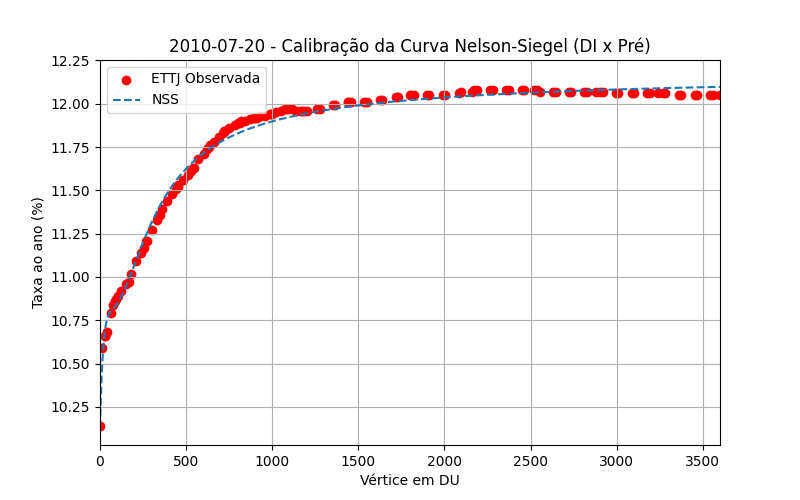 2010-07-20 - Calibração da Curva Nelson-Siegel (DI x Pré)
ETTJ Observada
NSS
Taxa ao ano (%)
12.25
12.00
11.75
11.50
11.25
11.00
10.75
10.50
10.25
0 500 1000 1500 2000 2500 3000 3500
Vértice em DU